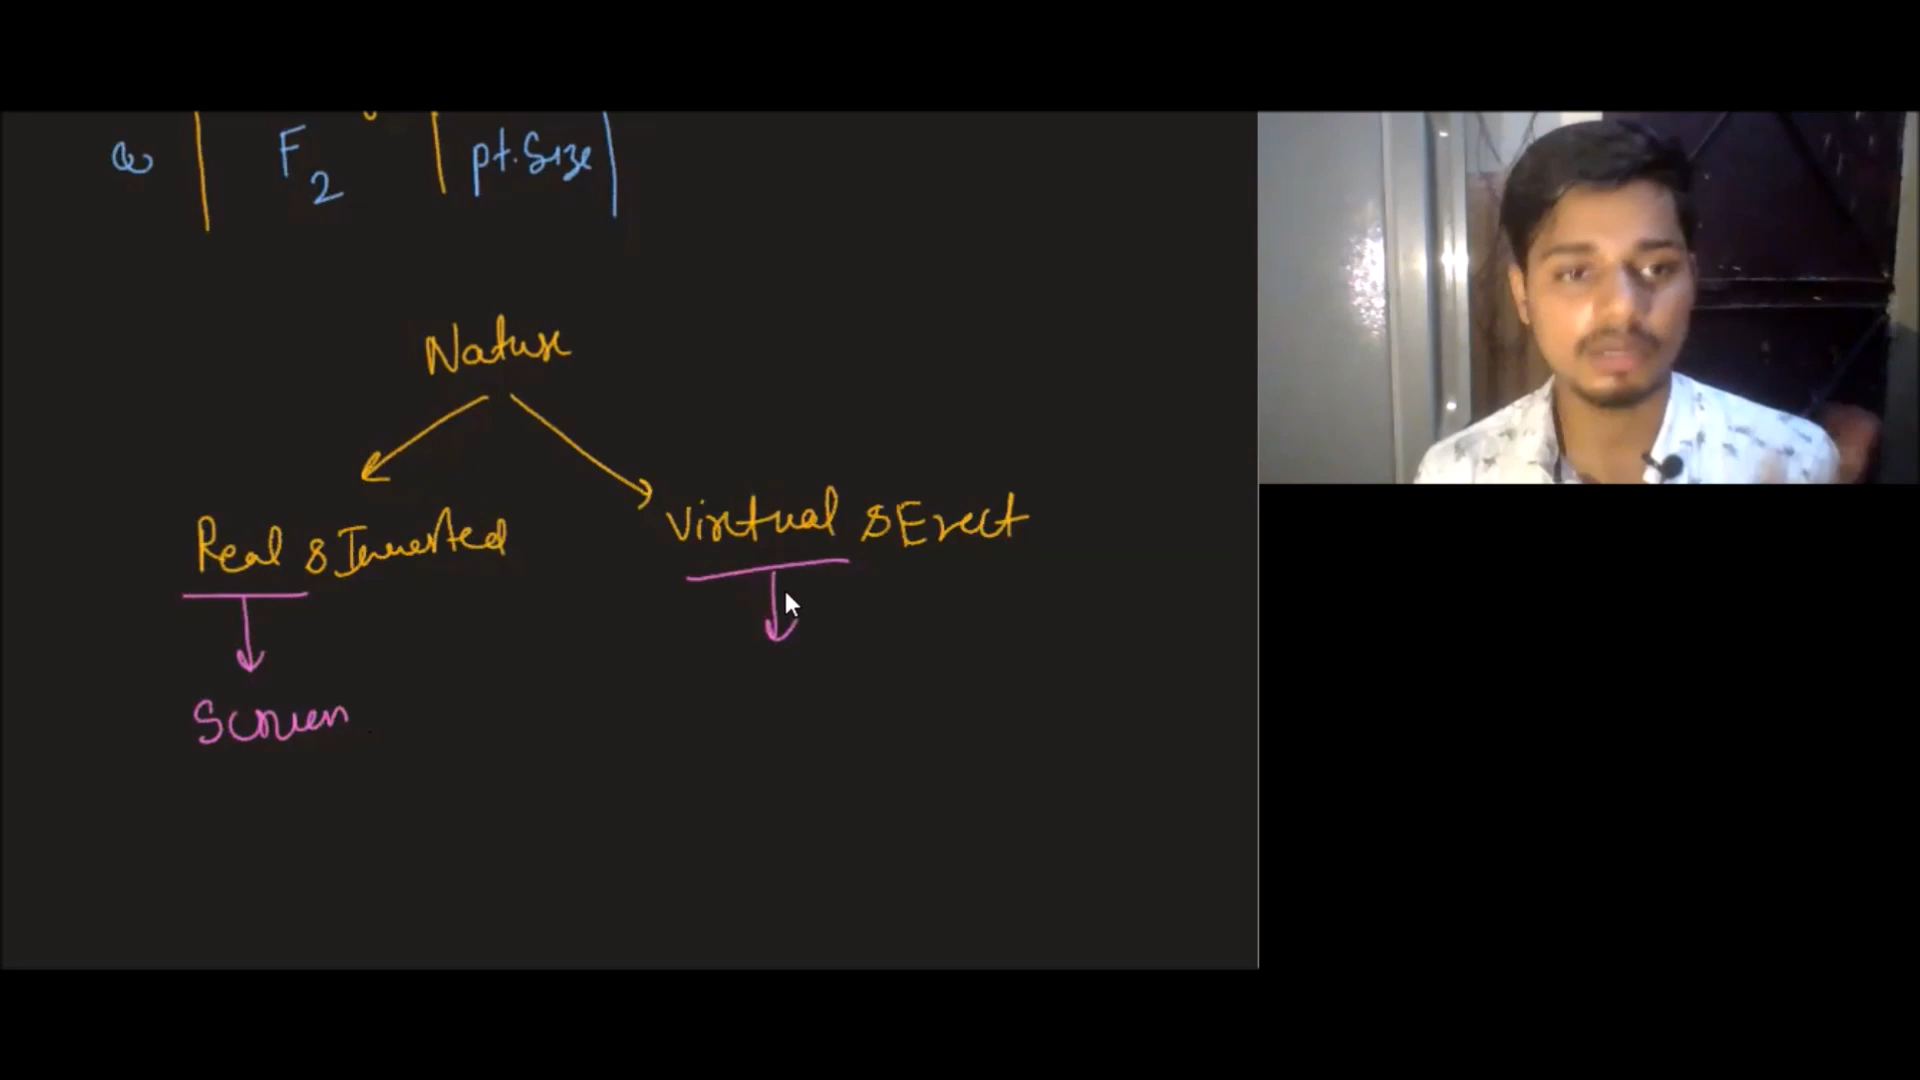 ∞ F2 pt. Size
Nature
Real & Inverted
Virtual & Erect
Screen